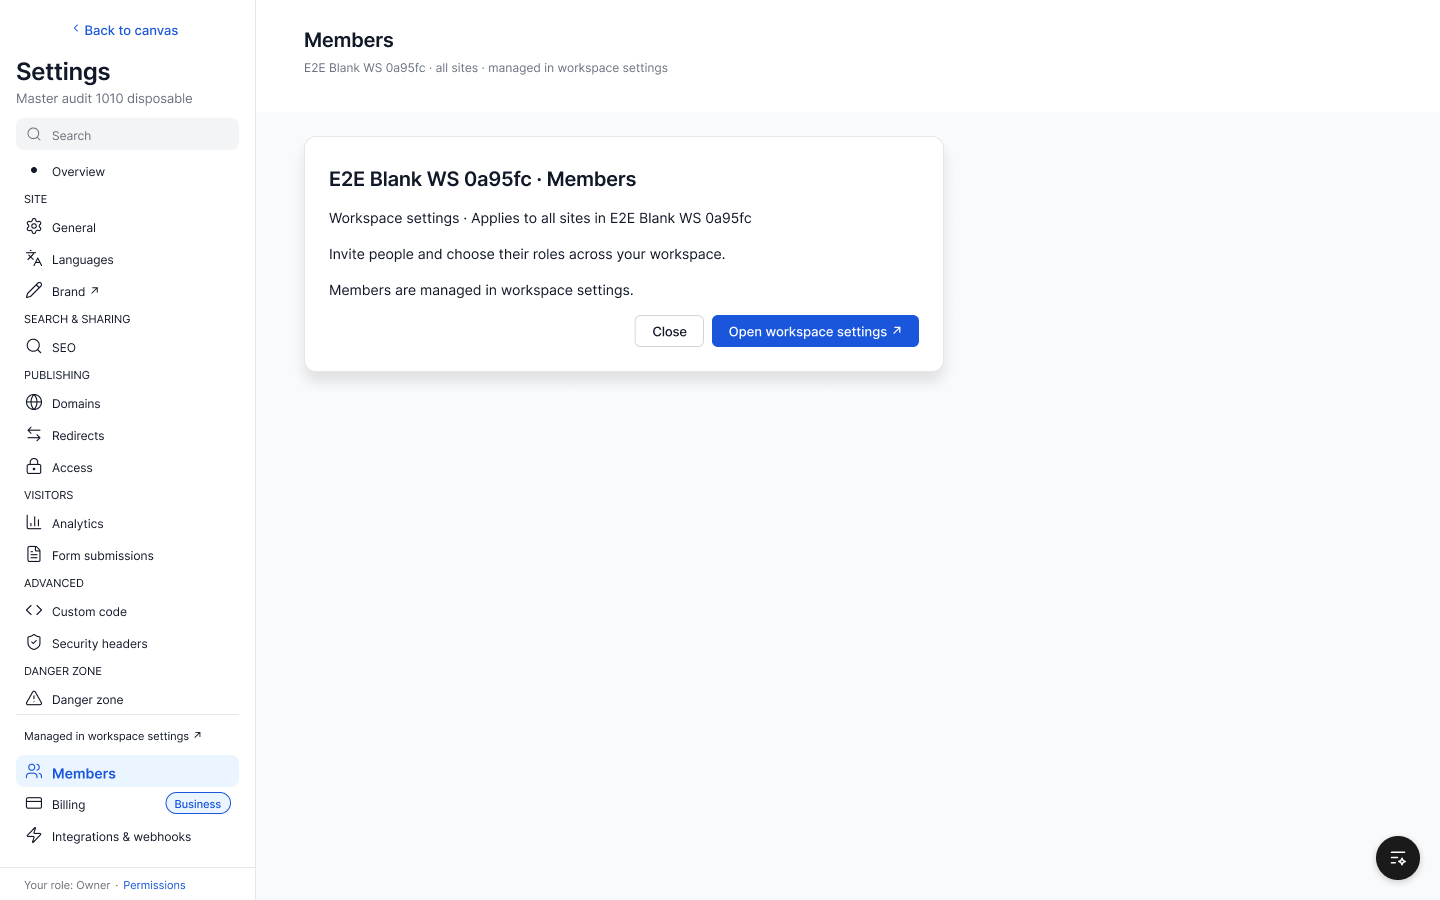 Back to canvas
Settings
Master audit 1010 disposable
Search
Overview
SITE
General
Languages
Brand ↗
SEARCH & SHARING
SEO
PUBLISHING
Domains
Redirects
Access
VISITORS
Analytics
Form submissions
ADVANCED
Custom code
Security headers
DANGER ZONE
Danger zone
Managed in workspace settings ↗
Members
Billing Business
Integrations & webhooks
Your role: Owner · Permissions
Members
E2E Blank WS 0a95fc · all sites · managed in workspace settings
E2E Blank WS 0a95fc · Members
Workspace settings · Applies to all sites in E2E Blank WS 0a95fc
Invite people and choose their roles across your workspace.
Members are managed in workspace settings.
Close
Open workspace settings ↗